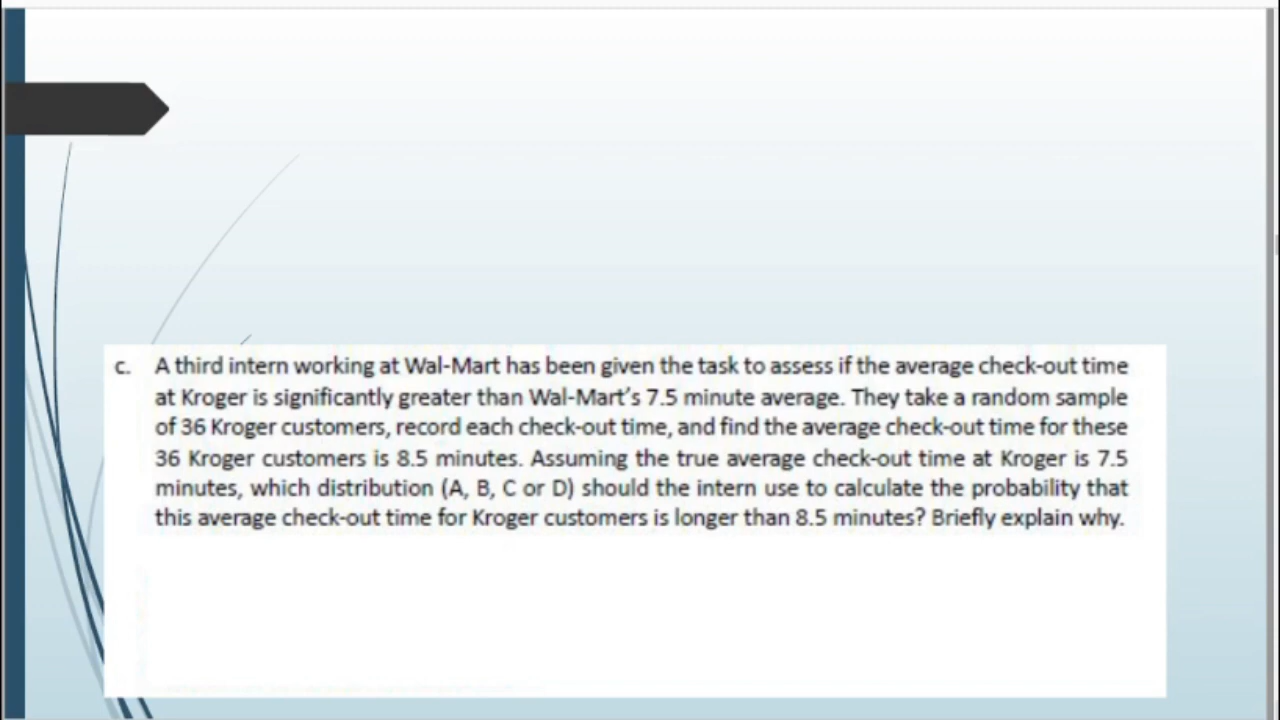 c. A third intern working at Wal-Mart has been given the task to assess if the average check-out time
at Kroger is significantly greater than Wal-Mart's 7.5 minute average. They take a random sample
of 36 Kroger customers, record each check-out time, and find the average check-out time for these
36 Kroger customers is 8.5 minutes. Assuming the true average check-out time at Kroger is 7.5
minutes, which distribution (A, B, C or D) should the intern use to calculate the probability that
this average check-out time for Kroger customers is longer than 8.5 minutes? Briefly explain why.